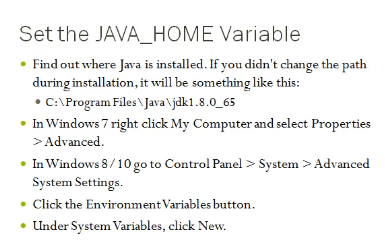 Set the JAVA_HOME Variable
• Find out where Java is installed. If you didn't change the path
during installation, it will be something like this:
• C:\Program Files\Java\jdk1.8.0_65
• In Windows 7 right click My Computer and select Properties
> Advanced.
• In Windows 8/10 go to Control Panel > System > Advanced
System Settings.
• Click the Environment Variables button.
• Under System Variables, click New.